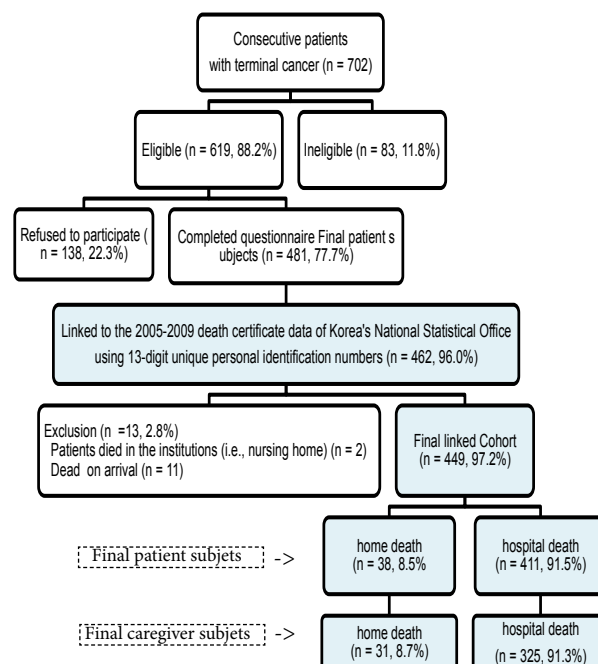 Consecutive patients
with terminal cancer (n = 702)
Eligible (n = 619, 88.2%)
Ineligible (n = 83, 11.8%)
Refused to participate (
n = 138, 22.3%)
Completed questionnaire Final patient s
ubjects (n = 481, 77.7%)
Linked to the 2005-2009 death certificate data of Korea's National Statistical Office
using 13-digit unique personal identification numbers (n = 462, 96.0%)
Exclusion (n =13, 2.8%)
Patients died in the institutions (i.e., nursing home) (n = 2)
Dead on arrival (n = 11)
Final linked Cohort
(n = 449, 97.2%)
Final patient subjets ->
home death
(n = 38, 8.5%
hospital death
(n = 411, 91.5%)
Final caregiver subjets ->
home death
(n = 31, 8.7%)
hospital death
(n = 325, 91.3%)